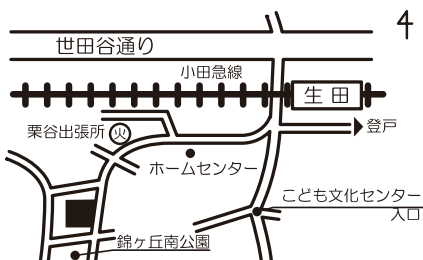 世田谷通り
小田急線
生田
登戸
栗谷出張所
火
ホームセンター
こども文化センター
入口
錦ヶ丘南公園